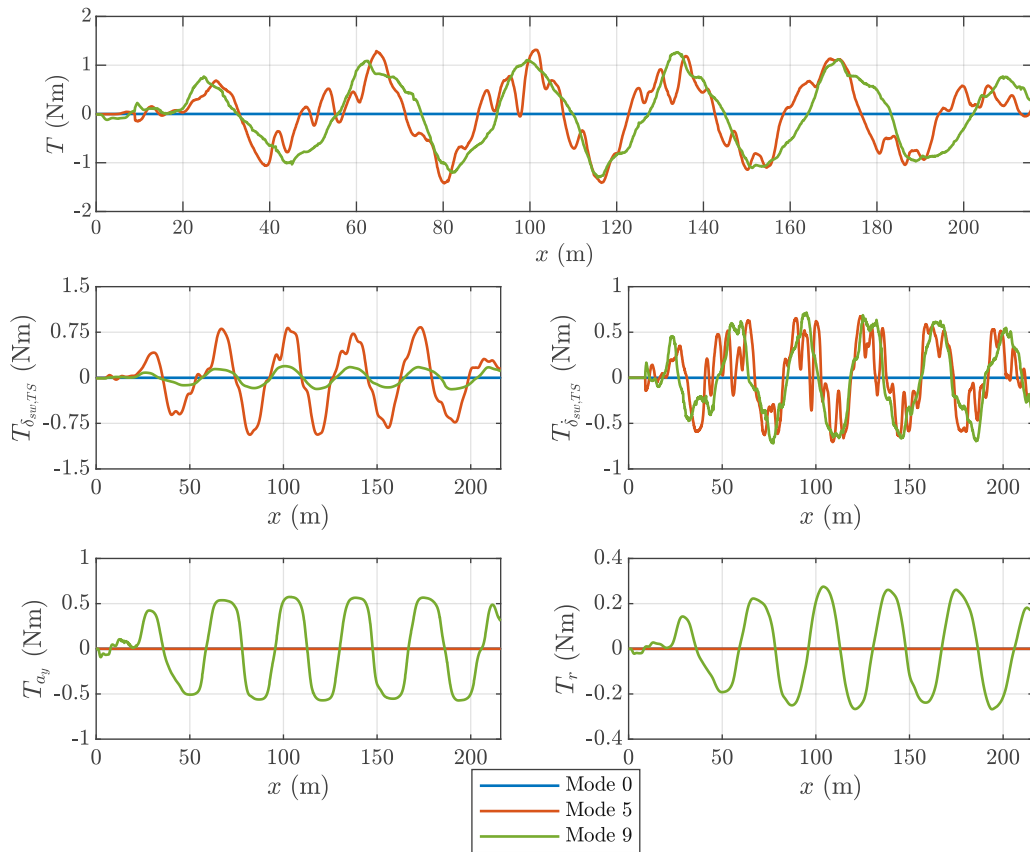 2
1
0
-1
-2
T (Nm)
0 20 40 60 80 100 120 140 160 180 200
x (m)
1.5
0.75
0
-0.75
-1.5
T_{δ_{sw,TS}} (Nm)
0 50 100 150 200
x (m)
1
0.5
0
-0.5
-1
T_{\dot{δ}_{sw,TS}} (Nm)
0 50 100 150 200
x (m)
1
0.5
0
-0.5
-1
T_{a_y} (Nm)
0 50 100 150 200
x (m)
0.4
0.2
0
-0.2
-0.4
T_r (Nm)
0 50 100 150 200
x (m)
Mode 0
Mode 5
Mode 9